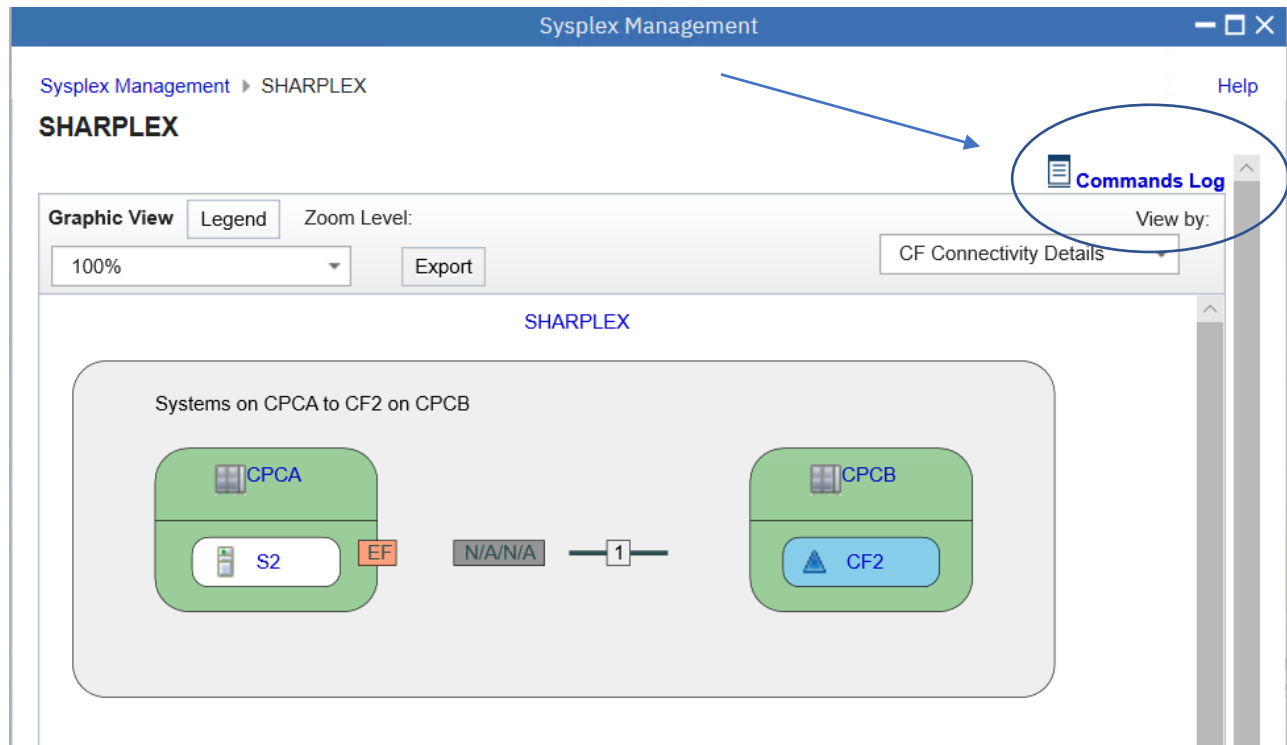 Sysplex Management
Sysplex Management SHARPLEX
Help
SHARPLEX
Commands Log
Graphic View Legend Zoom Level:
View by:
100% Export
CF Connectivity Details
SHARPLEX
Systems on CPCA to CF2 on CPCB
CPCA
CPCB
S2 EF N/A/N/A 1 CF2